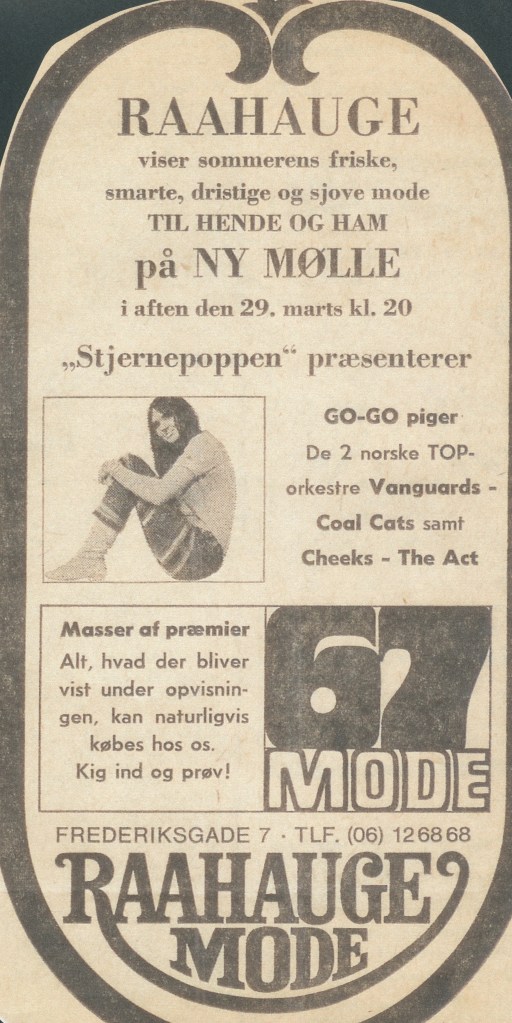 RAAHAUGE
viser sommerens friske,
smarte, dristige og sjove mode
TIL HENDE OG HAM
på NY MØLLE
i aften den 29. marts kl. 20
„Stjernepoppen“ præsenterer
GO-GO piger
De 2 norske TOP-
orkestre Vanguards -
Coal Cats samt
Cheeks - The Act
Masser af præmier
Alt, hvad der bliver
vist under opvisnin-
gen, kan naturligvis
købes hos os.
Kig ind og prøv!
67
MODE
FREDERIKSGADE 7 · TLF. (06) 12 68 68
RAAHAUGE
MODE